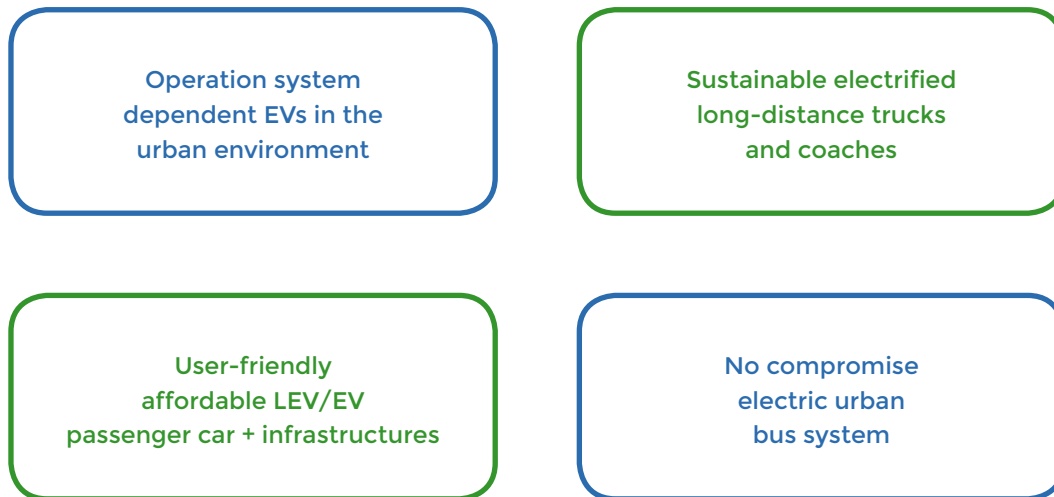 Operation system
dependent EVs in the
urban environment
Sustainable electrified
long-distance trucks
and coaches
User-friendly
affordable LEV/EV
passenger car + infrastructures
No compromise
electric urban
bus system